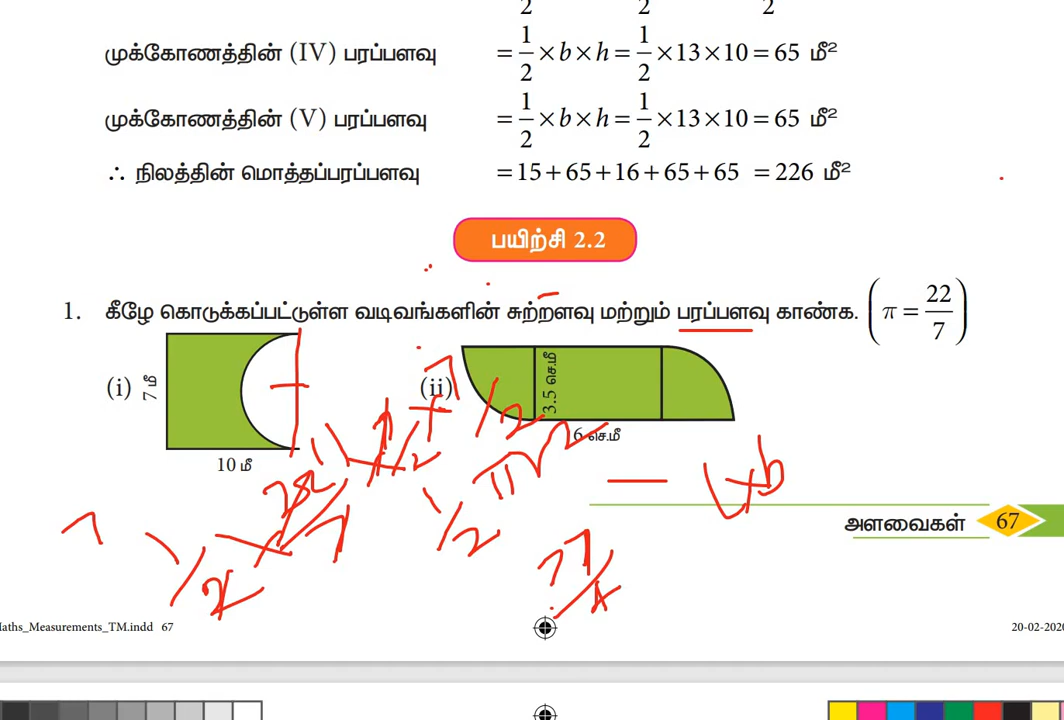 2 2 2
முக்கோணத்தின் (IV) பரப்பளவு = 1/2 × b × h = 1/2 × 13 × 10 = 65 மீ²
முக்கோணத்தின் (V) பரப்பளவு = 1/2 × b × h = 1/2 × 13 × 10 = 65 மீ²
∴ நிலத்தின் மொத்தப்பரப்பளவு = 15 + 65 + 16 + 65 + 65 = 226 மீ²
பயிற்சி 2.2
1. கீழே கொடுக்கப்பட்டுள்ள வடிவங்களின் சுற்றளவு மற்றும் பரப்பளவு காண்க. (π = 22/7)
(i) 7 மீ
10 மீ
(ii) 3.5 செ.மீ
6 செ.மீ
அளவைகள் 67
Maths_Measurements_TM.indd 67
20-02-2020